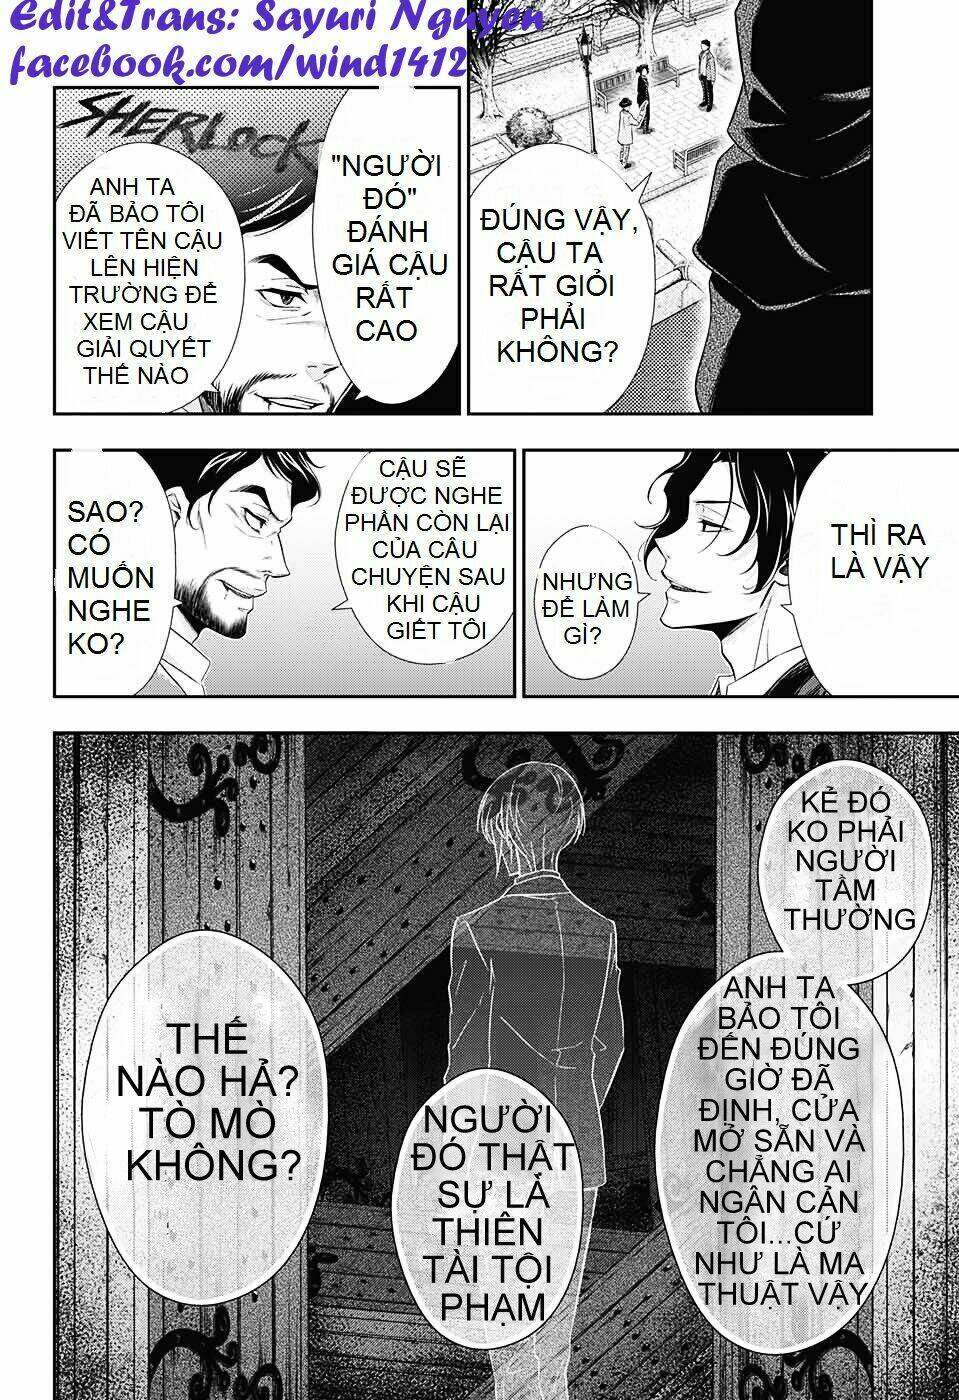 Edit&Trans: Sayuri Nguyen
facebook.com/wind1412
ĐÚNG VẬY,
CẬU TA
RẤT GIỎI
PHẢI
KHÔNG?
"NGƯỜI
ĐÓ"
ĐÁNH
GIÁ CẬU
RẤT
CAO
SHERLOCK
ANH TA
ĐÃ BẢO TÔI
VIẾT TÊN CẬU
LÊN HIỆN
TRƯỜNG ĐỂ
XEM CẬU
GIẢI QUYẾT
THẾ NÀO
THÌ RA
LÀ VẬY
NHƯNG
ĐỂ LÀM
GÌ?
CẬU SẼ
ĐƯỢC NGHE
PHẦN CÒN LẠI
CỦA CÂU
CHUYỆN SAU
KHI CẬU
GIẾT TÔI
SAO?
CÓ
MUỐN
NGHE
KO?
KẺ ĐÓ
KO PHẢI
NGƯỜI
TẦM
THƯỜNG
ANH TA
BẢO TÔI
ĐẾN ĐÚNG
GIỜ ĐÃ
ĐỊNH, CỬA
MỞ SẴN VÀ
CHẲNG AI
NGĂN CẢN
TÔI...CỨ
NHƯ LÀ MA
THUẬT VẬY
NGƯỜI
ĐÓ THẬT
SỰ LÀ
THIÊN
TÀI TỘI
PHẠM
THẾ
NÀO HẢ?
TÒ MÒ
KHÔNG?